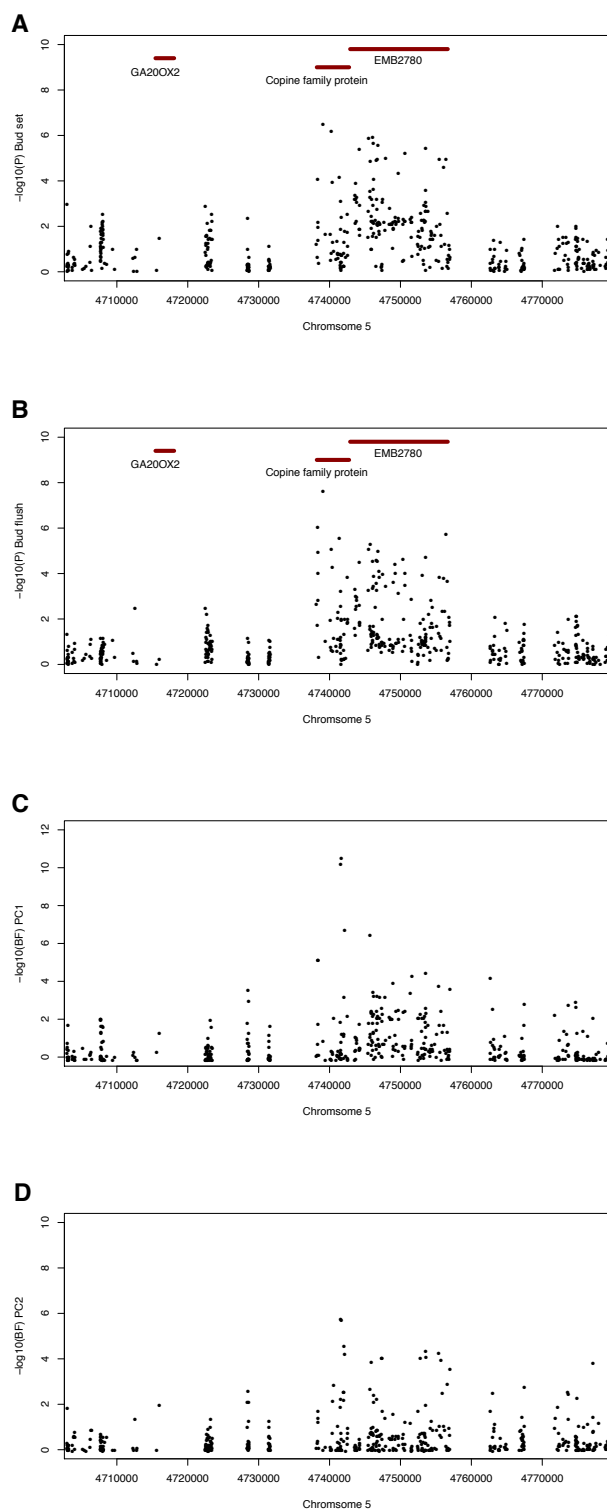 A
GA20OX2
Copine family protein
EMB2780
−log10(P) Bud set
10
8
6
4
2
0
4710000 4720000 4730000 4740000 4750000 4760000 4770000
Chromsome 5
B
GA20OX2
Copine family protein
EMB2780
−log10(P) Bud flush
10
8
6
4
2
0
4710000 4720000 4730000 4740000 4750000 4760000 4770000
Chromsome 5
C
−log10(BF) PC1
12
10
8
6
4
2
0
4710000 4720000 4730000 4740000 4750000 4760000 4770000
Chromsome 5
D
−log10(BF) PC2
10
8
6
4
2
0
4710000 4720000 4730000 4740000 4750000 4760000 4770000
Chromsome 5